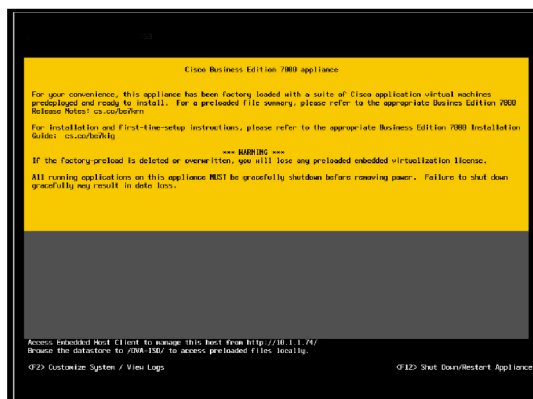 Cisco Business Edition 7000 appliance
For your convenience, this appliance has been factory loaded with a suite of Cisco application virtual machines
predeployed and ready to install. For a preloaded file summary, please refer to the appropriate Busines Edition 7000
Release Notes: cs.co/be7krn
For installation and first-time-setup instructions, please refer to the appropriate Business Edition 7000 Installation
Guide: cs.co/be7kig
*** WARNING ***
If the factory-preload is deleted or overwritten, you will lose any preloaded embedded virtualization license.
All running applications on this appliance MUST be gracefully shutdown before removing power. Failure to shut down
gracefully may result in data loss.
Access Embedded Host Client to manage this host from http://10.1.1.74/
Browse the datastore to /OVA-ISO/ to access preloaded files locally.
<F2> Customize System / View Logs
<F12> Shut Down/Restart Appliance